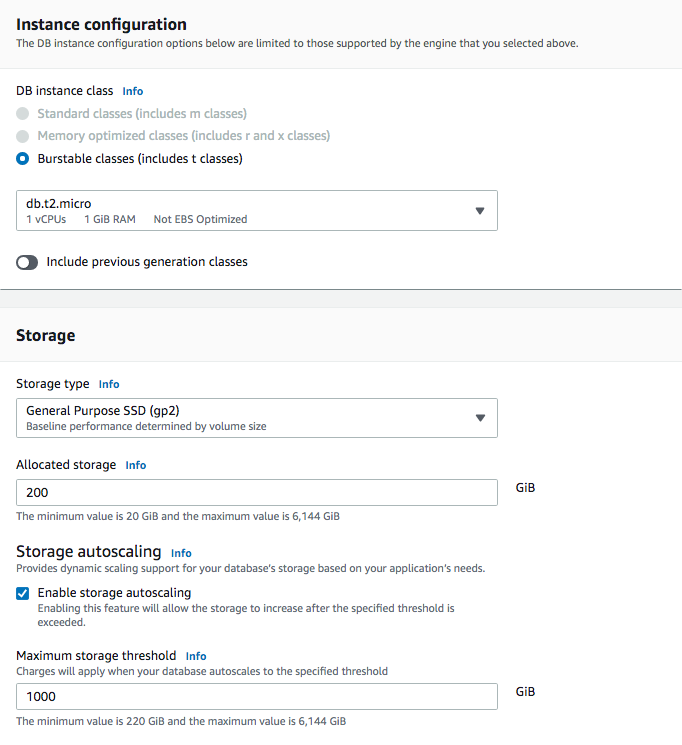 Instance configuration
The DB instance configuration options below are limited to those supported by the engine that you selected above.
DB instance class Info
Standard classes (includes m classes)
Memory optimized classes (includes r and x classes)
Burstable classes (includes t classes)
db.t2.micro
1 vCPUs 1 GiB RAM Not EBS Optimized
Include previous generation classes
Storage
Storage type Info
General Purpose SSD (gp2)
Baseline performance determined by volume size
Allocated storage Info
200 GiB
The minimum value is 20 GiB and the maximum value is 6,144 GiB
Storage autoscaling Info
Provides dynamic scaling support for your database's storage based on your application's needs.
Enable storage autoscaling
Enabling this feature will allow the storage to increase after the specified threshold is
exceeded.
Maximum storage threshold Info
Charges will apply when your database autoscales to the specified threshold
1000 GiB
The minimum value is 220 GiB and the maximum value is 6,144 GiB